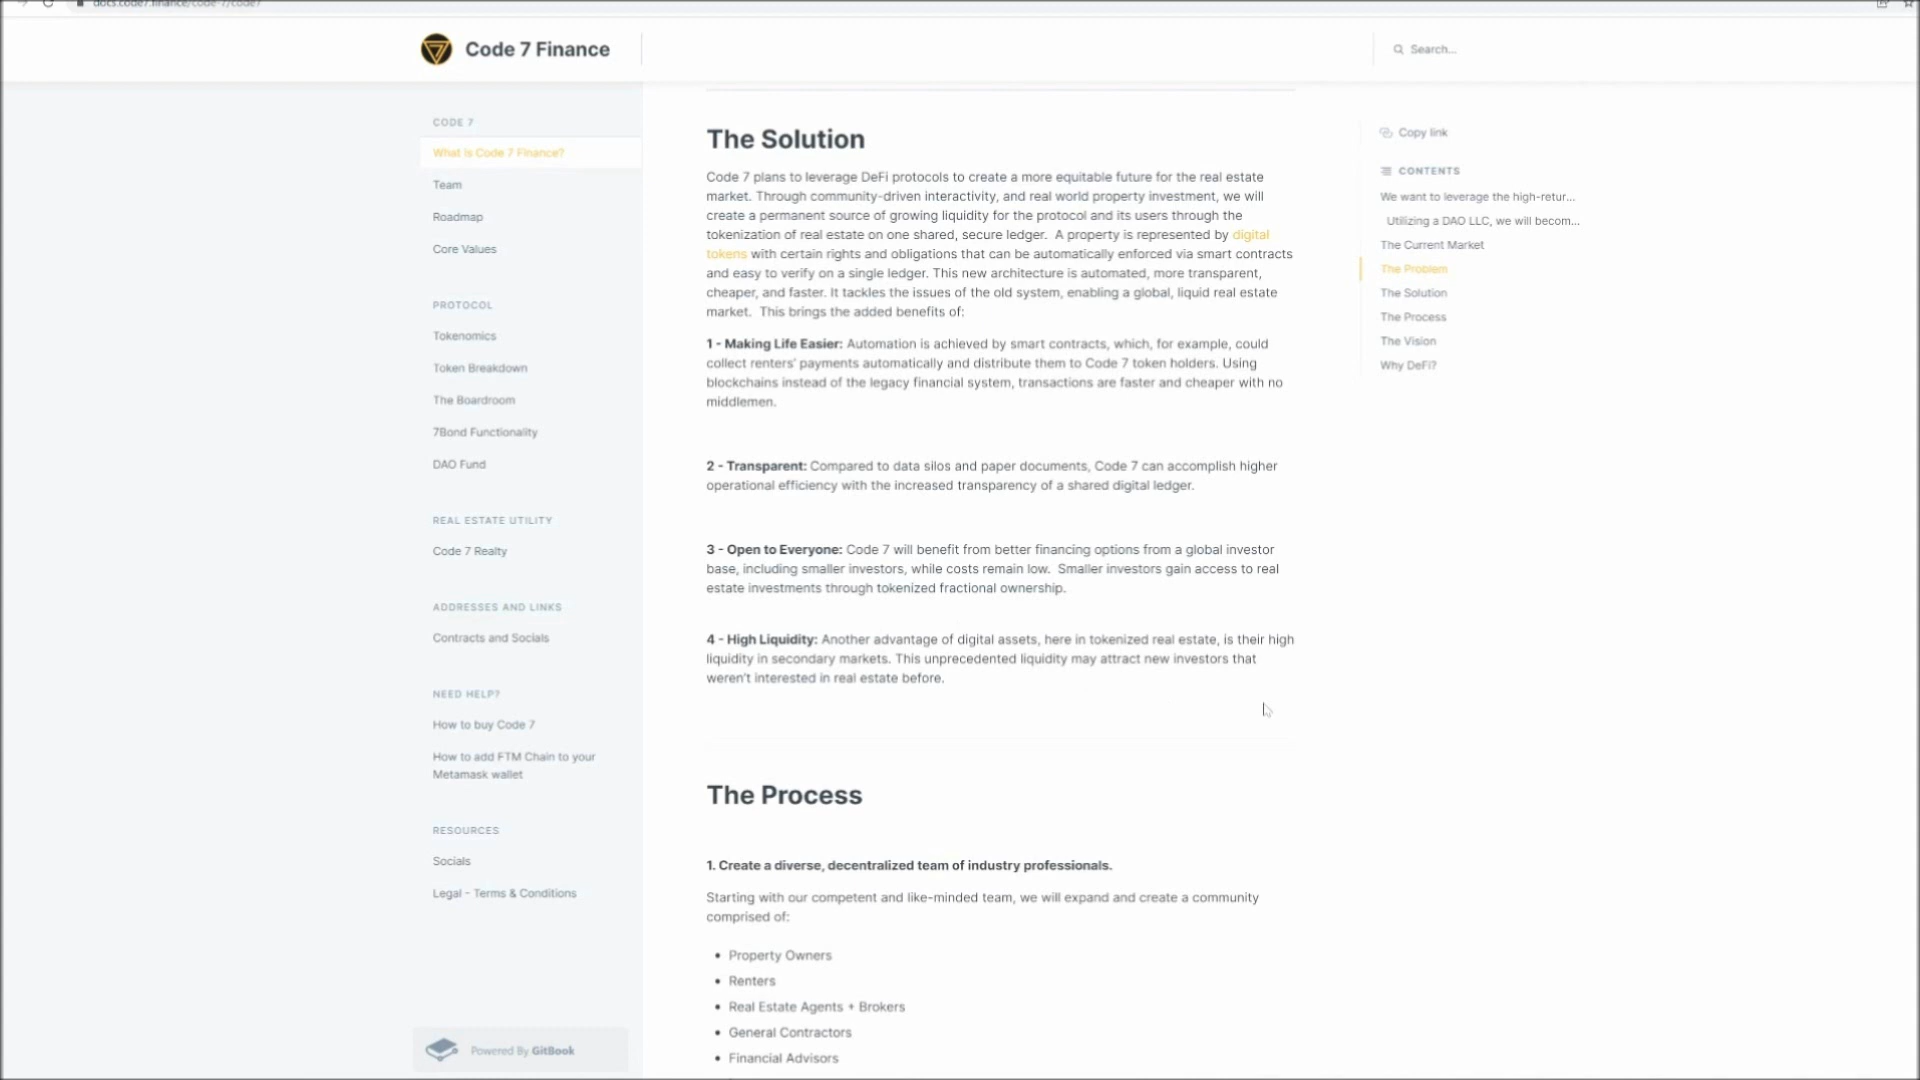 docs.code7.finance/code-7/code7
Code 7 Finance
Search...
CODE 7
What is Code 7 Finance?
Team
Roadmap
Core Values
PROTOCOL
Tokenomics
Token Breakdown
The Boardroom
7Bond Functionality
DAO Fund
REAL ESTATE UTILITY
Code 7 Realty
ADDRESSES AND LINKS
Contracts and Socials
NEED HELP?
How to buy Code 7
How to add FTM Chain to your
Metamask wallet
RESOURCES
Socials
Legal - Terms & Conditions
Powered By GitBook
The Solution
Code 7 plans to leverage DeFi protocols to create a more equitable future for the real estate
market. Through community-driven interactivity, and real world property investment, we will
create a permanent source of growing liquidity for the protocol and its users through the
tokenization of real estate on one shared, secure ledger. A property is represented by digital
tokens with certain rights and obligations that can be automatically enforced via smart contracts
and easy to verify on a single ledger. This new architecture is automated, more transparent,
cheaper, and faster. It tackles the issues of the old system, enabling a global, liquid real estate
market. This brings the added benefits of:
1 - Making Life Easier: Automation is achieved by smart contracts, which, for example, could
collect renters' payments automatically and distribute them to Code 7 token holders. Using
blockchains instead of the legacy financial system, transactions are faster and cheaper with no
middlemen.
2 - Transparent: Compared to data silos and paper documents, Code 7 can accomplish higher
operational efficiency with the increased transparency of a shared digital ledger.
3 - Open to Everyone: Code 7 will benefit from better financing options from a global investor
base, including smaller investors, while costs remain low. Smaller investors gain access to real
estate investments through tokenized fractional ownership.
4 - High Liquidity: Another advantage of digital assets, here in tokenized real estate, is their high
liquidity in secondary markets. This unprecedented liquidity may attract new investors that
weren't interested in real estate before.
The Process
1. Create a diverse, decentralized team of industry professionals.
Starting with our competent and like-minded team, we will expand and create a community
comprised of:
• Property Owners
• Renters
• Real Estate Agents + Brokers
• General Contractors
• Financial Advisors
Copy link
CONTENTS
We want to leverage the high-retur...
Utilizing a DAO LLC, we will becom...
The Current Market
The Problem
The Solution
The Process
The Vision
Why DeFi?